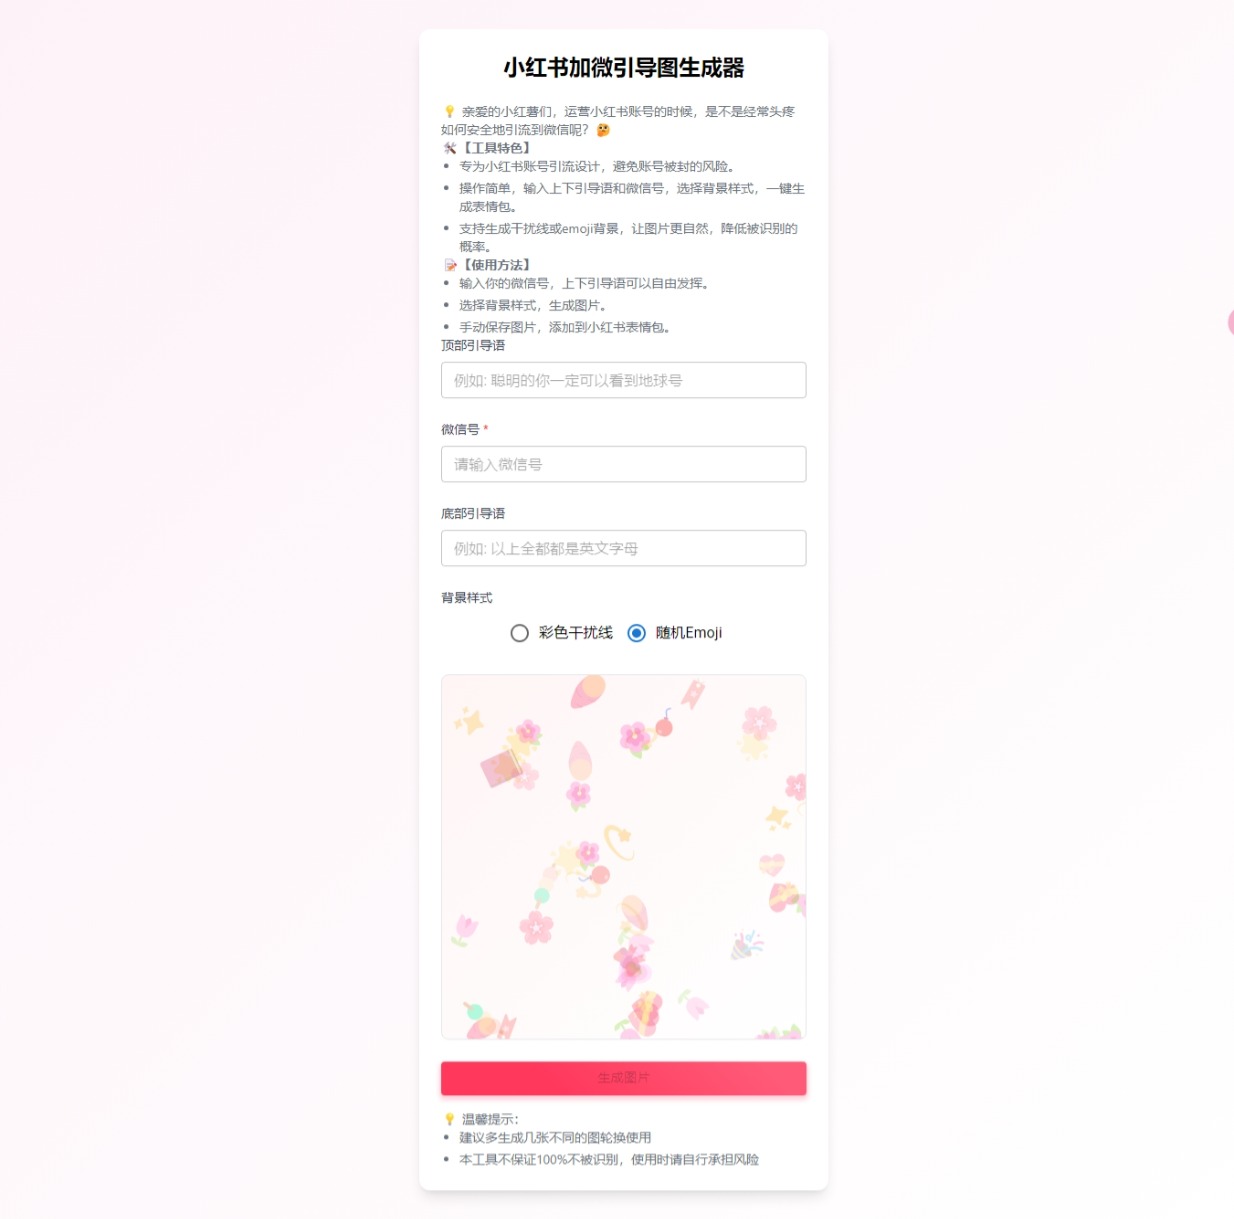 小红书加微引导图生成器
💡 亲爱的小红薯们，运营小红书账号的时候，是不是经常头疼
如何安全地引流到微信呢？🤔
🛠️【工具特色】
• 专为小红书账号引流设计，避免账号被封的风险。
• 操作简单，输入上下引导语和微信号，选择背景样式，一键生
成表情包。
• 支持生成干扰线或emoji背景，让图片更自然，降低被识别的
概率。
📝【使用方法】
• 输入你的微信号，上下引导语可以自由发挥。
• 选择背景样式，生成图片。
• 手动保存图片，添加到小红书表情包。
顶部引导语
例如: 聪明的你一定可以看到地球号
微信号 *
请输入微信号
底部引导语
例如: 以上全都都是英文字母
背景样式
彩色干扰线 随机Emoji
生成图片
💡 温馨提示：
• 建议多生成几张不同的图轮换使用
• 本工具不保证100%不被识别，使用时请自行承担风险